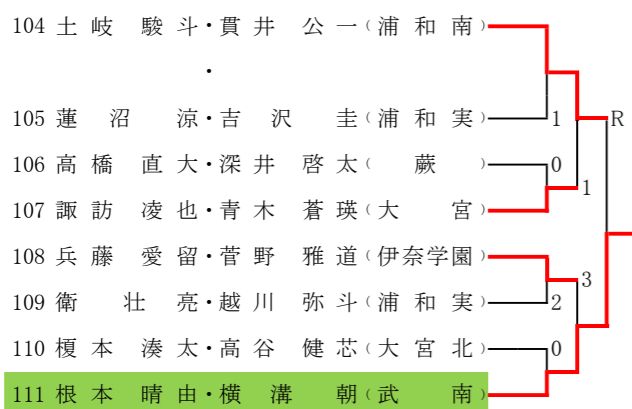 104 土岐 駿斗・貫井 公一(浦和南)
・
105 蓮沼 涼・吉沢 圭(浦和実) 1 R
106 高橋 直大・深井 啓太(蕨) 0
1
107 諏訪 凌也・青木 蒼瑛(大宮)
108 兵藤 愛留・菅野 雅道(伊奈学園)
3
109 衛 壮亮・越川 弥斗(浦和実) 2
110 榎本 湊太・高谷 健芯(大宮北) 0
111 根本 晴由・横溝 朝(武南)